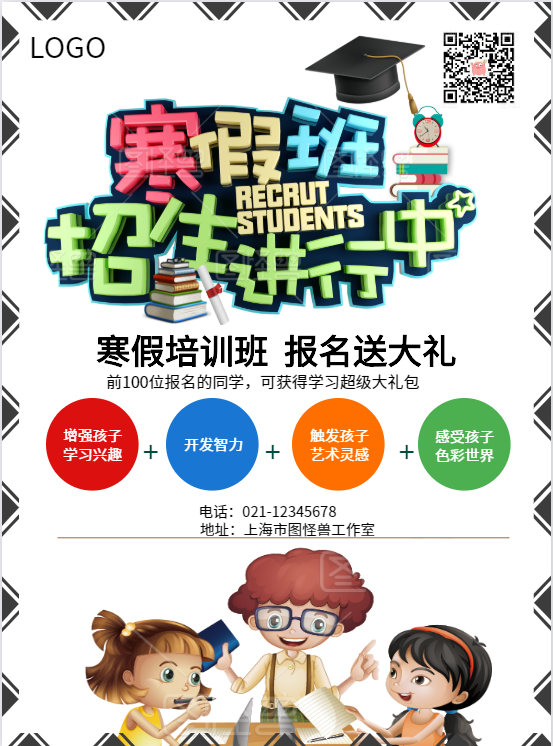 LOGO
寒假班
RECRUT
STUDENTS
招生进行中
寒假培训班 报名送大礼
前100位报名的同学，可获得学习超级大礼包
增强孩子
学习兴趣
+
开发智力
+
触发孩子
艺术灵感
+
感受孩子
色彩世界
电话：021-12345678
地址：上海市图怪兽工作室